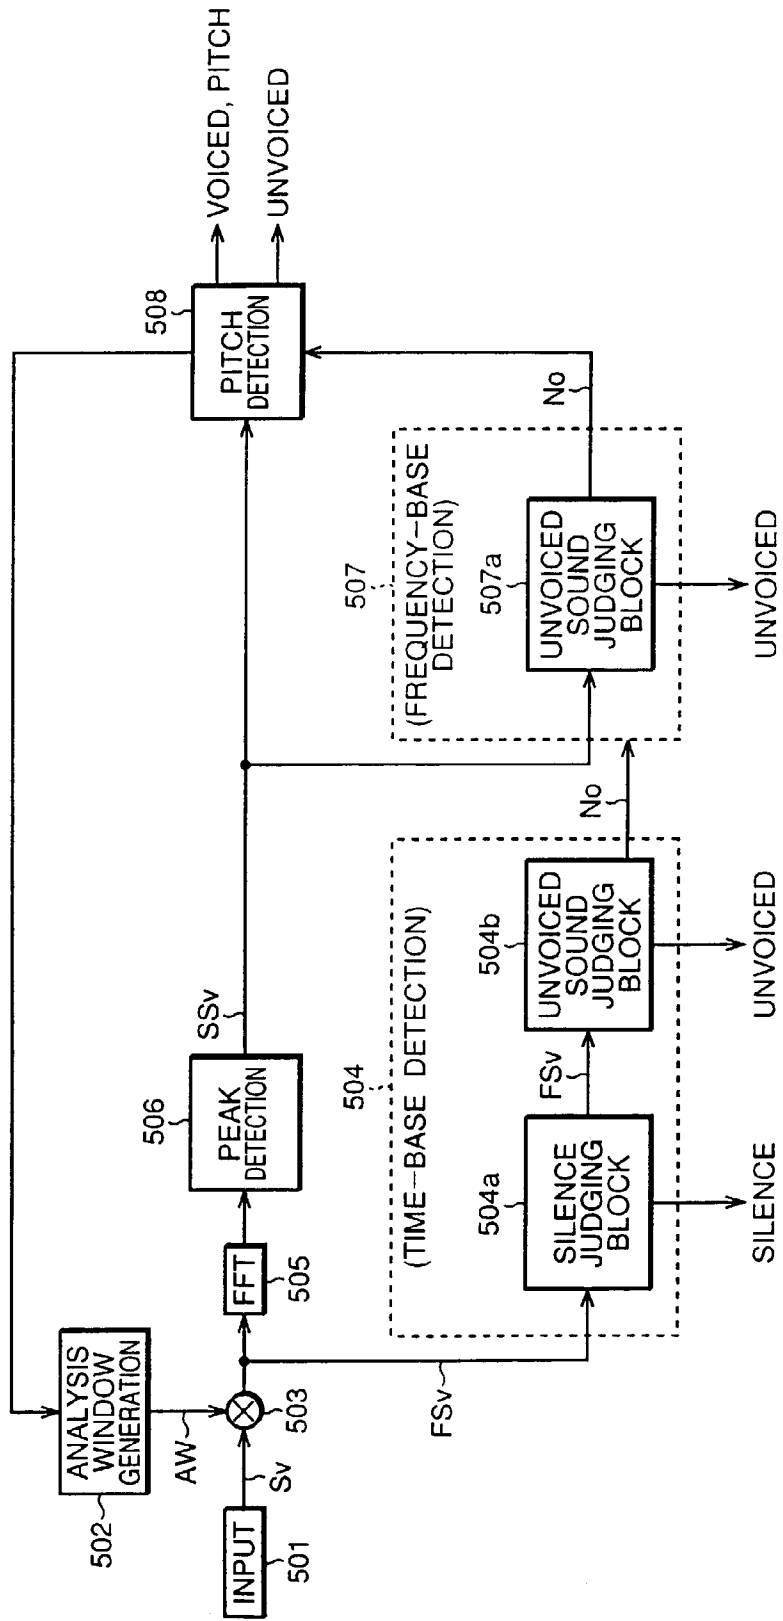 ANALYSIS
WINDOW
GENERATION
502
AW
INPUT
501
Sv
503
FFT
505
PEAK
DETECTION
506
SSv
PITCH
DETECTION
508
VOICED, PITCH
UNVOICED
FSv
504
(TIME-BASE DETECTION)
SILENCE
JUDGING
BLOCK
504a
SILENCE
FSv
UNVOICED
SOUND
JUDGING
BLOCK
504b
UNVOICED
No
507
(FREQUENCY-BASE
DETECTION)
UNVOICED
SOUND
JUDGING
BLOCK
507a
UNVOICED
No